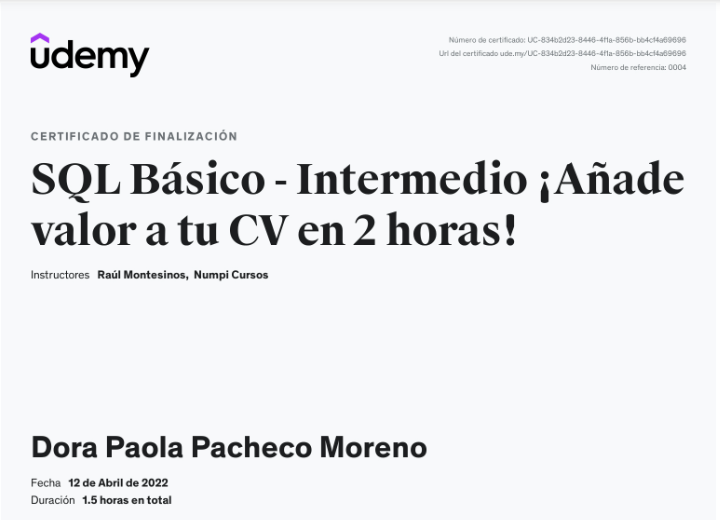 udemy
Número de certificado: UC-834b2d23-8446-4f1a-856b-bb4cf4a69696
Url del certificado ude.my/UC-834b2d23-8446-4f1a-856b-bb4cf4a69696
Número de referencia: 0004
CERTIFICADO DE FINALIZACIÓN
SQL Básico - Intermedio ¡Añade
valor a tu CV en 2 horas!
Instructores Raúl Montesinos, Numpi Cursos
Dora Paola Pacheco Moreno
Fecha 12 de Abril de 2022
Duración 1.5 horas en total